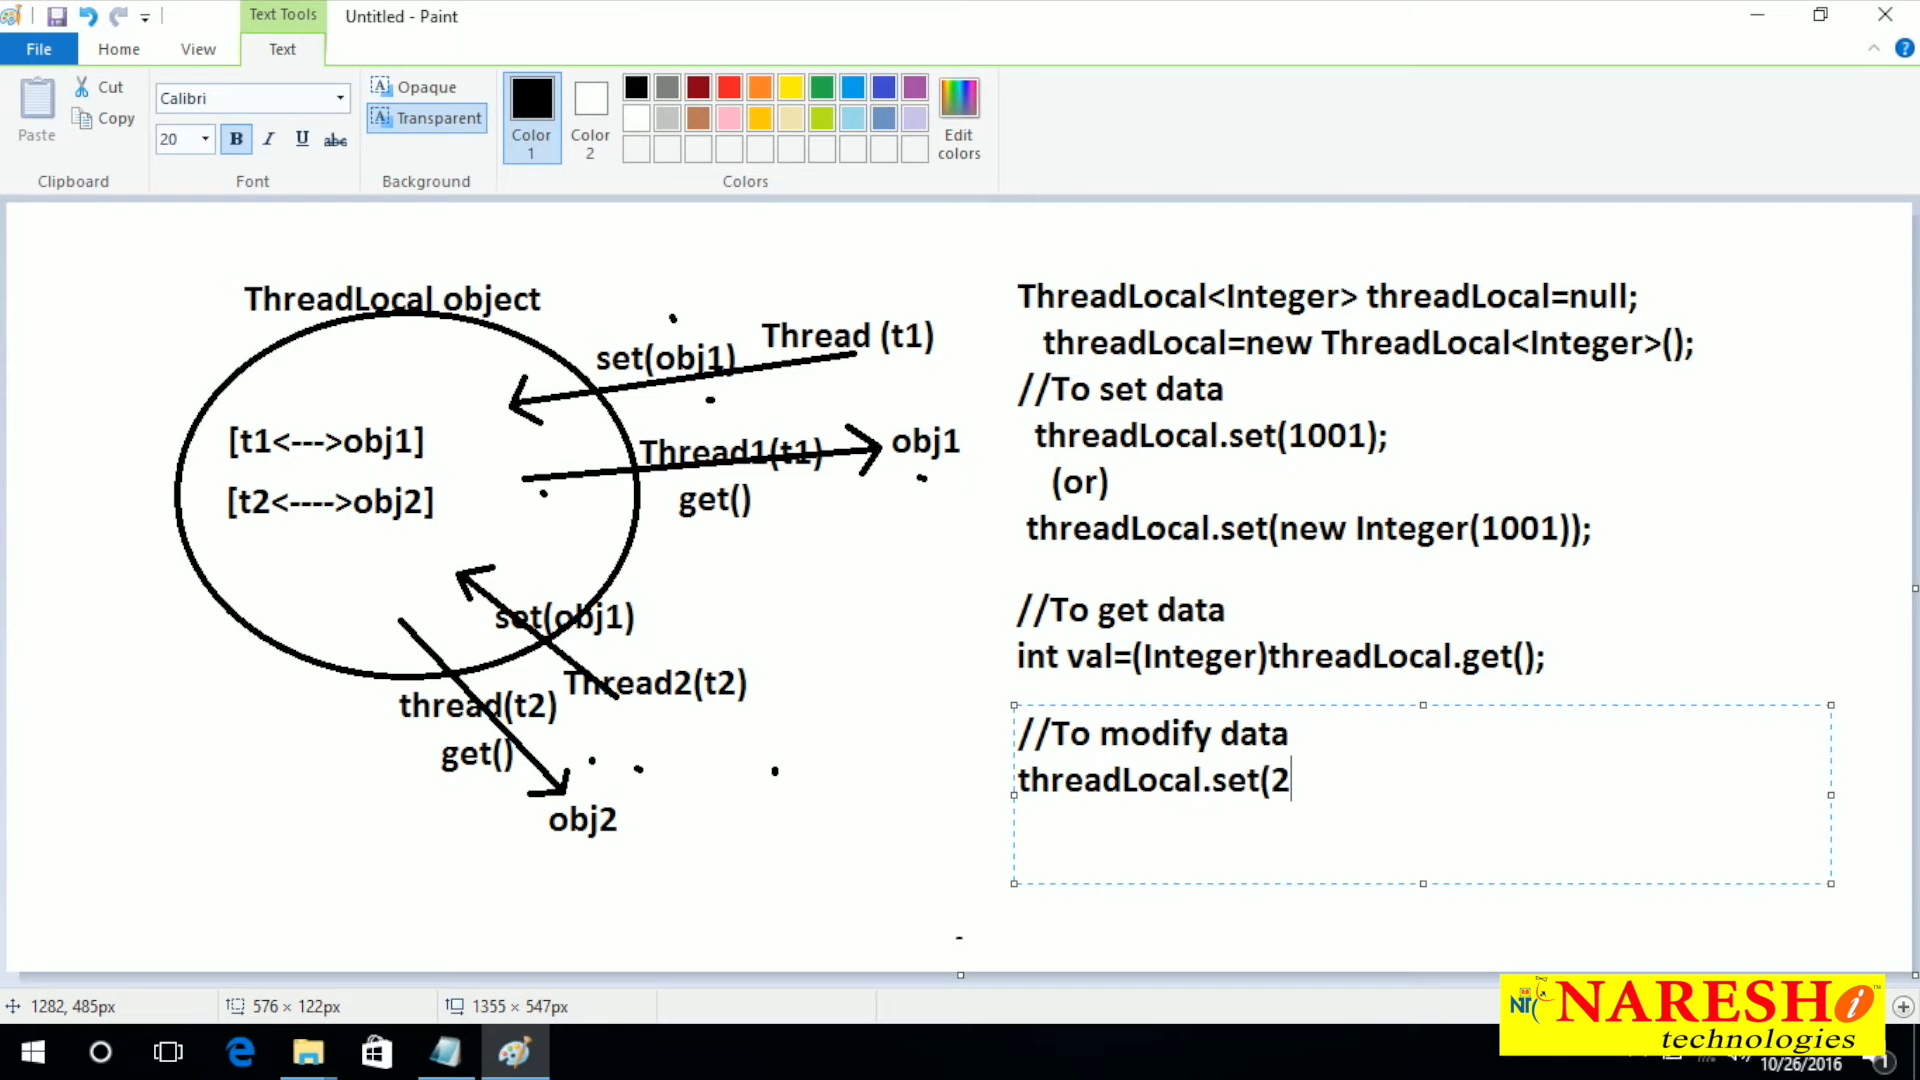 Text Tools
Untitled - Paint
File
Home
View
Text
Paste
Cut
Copy
Clipboard
Calibri
20
B
I
U
abc
Font
Opaque
Transparent
Background
Color
1
Color
2
Edit
colors
Colors
ThreadLocal object
set(obj1)
Thread (t1)
[t1<--->obj1]
[t2<---->obj2]
Thread1(t1)
get()
obj1
set(obj1)
Thread2(t2)
thread(t2)
get()
obj2
ThreadLocal<Integer> threadLocal=null;
threadLocal=new ThreadLocal<Integer>();
//To set data
threadLocal.set(1001);
(or)
threadLocal.set(new Integer(1001));
//To get data
int val=(Integer)threadLocal.get();
//To modify data
threadLocal.set(2
1282, 485px
576 × 122px
1355 × 547px
NARESH i
technologies
10/26/2016